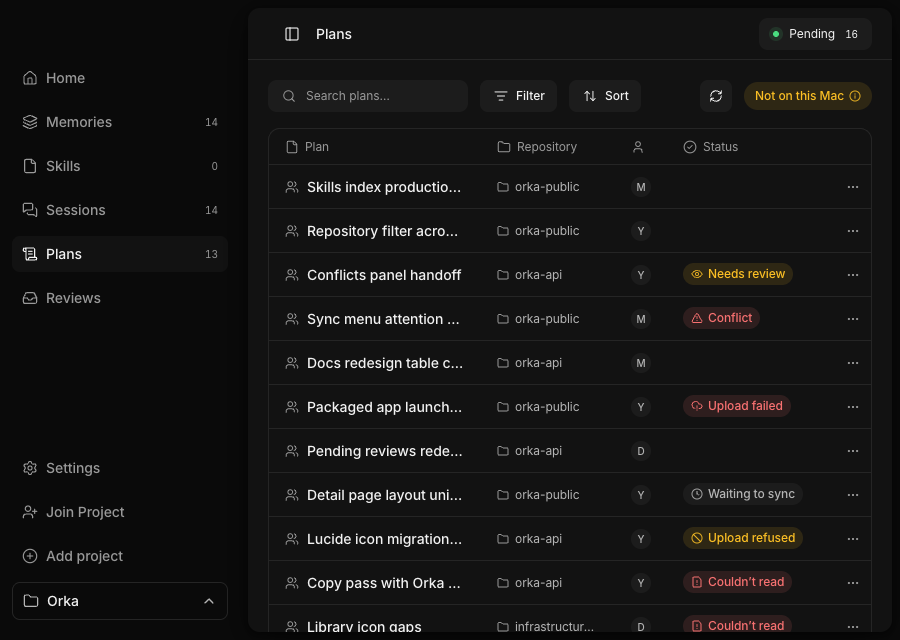 Home
Memories 14
Skills 0
Sessions 14
Plans 13
Reviews
Settings
Join Project
Add project
Orka
Plans
Pending 16
Search plans...
Filter
Sort
Not on this Mac
Plan Repository Status
Skills index productio... orka-public M
Repository filter acro... orka-public Y
Conflicts panel handoff orka-api Y Needs review
Sync menu attention ... orka-public M Conflict
Docs redesign table c... orka-api M
Packaged app launch... orka-public Y Upload failed
Pending reviews rede... orka-api D
Detail page layout uni... orka-public Y Waiting to sync
Lucide icon migration... orka-api Y Upload refused
Copy pass with Orka ... orka-api Y Couldn't read
Library icon gaps infrastructur... D Couldn't read